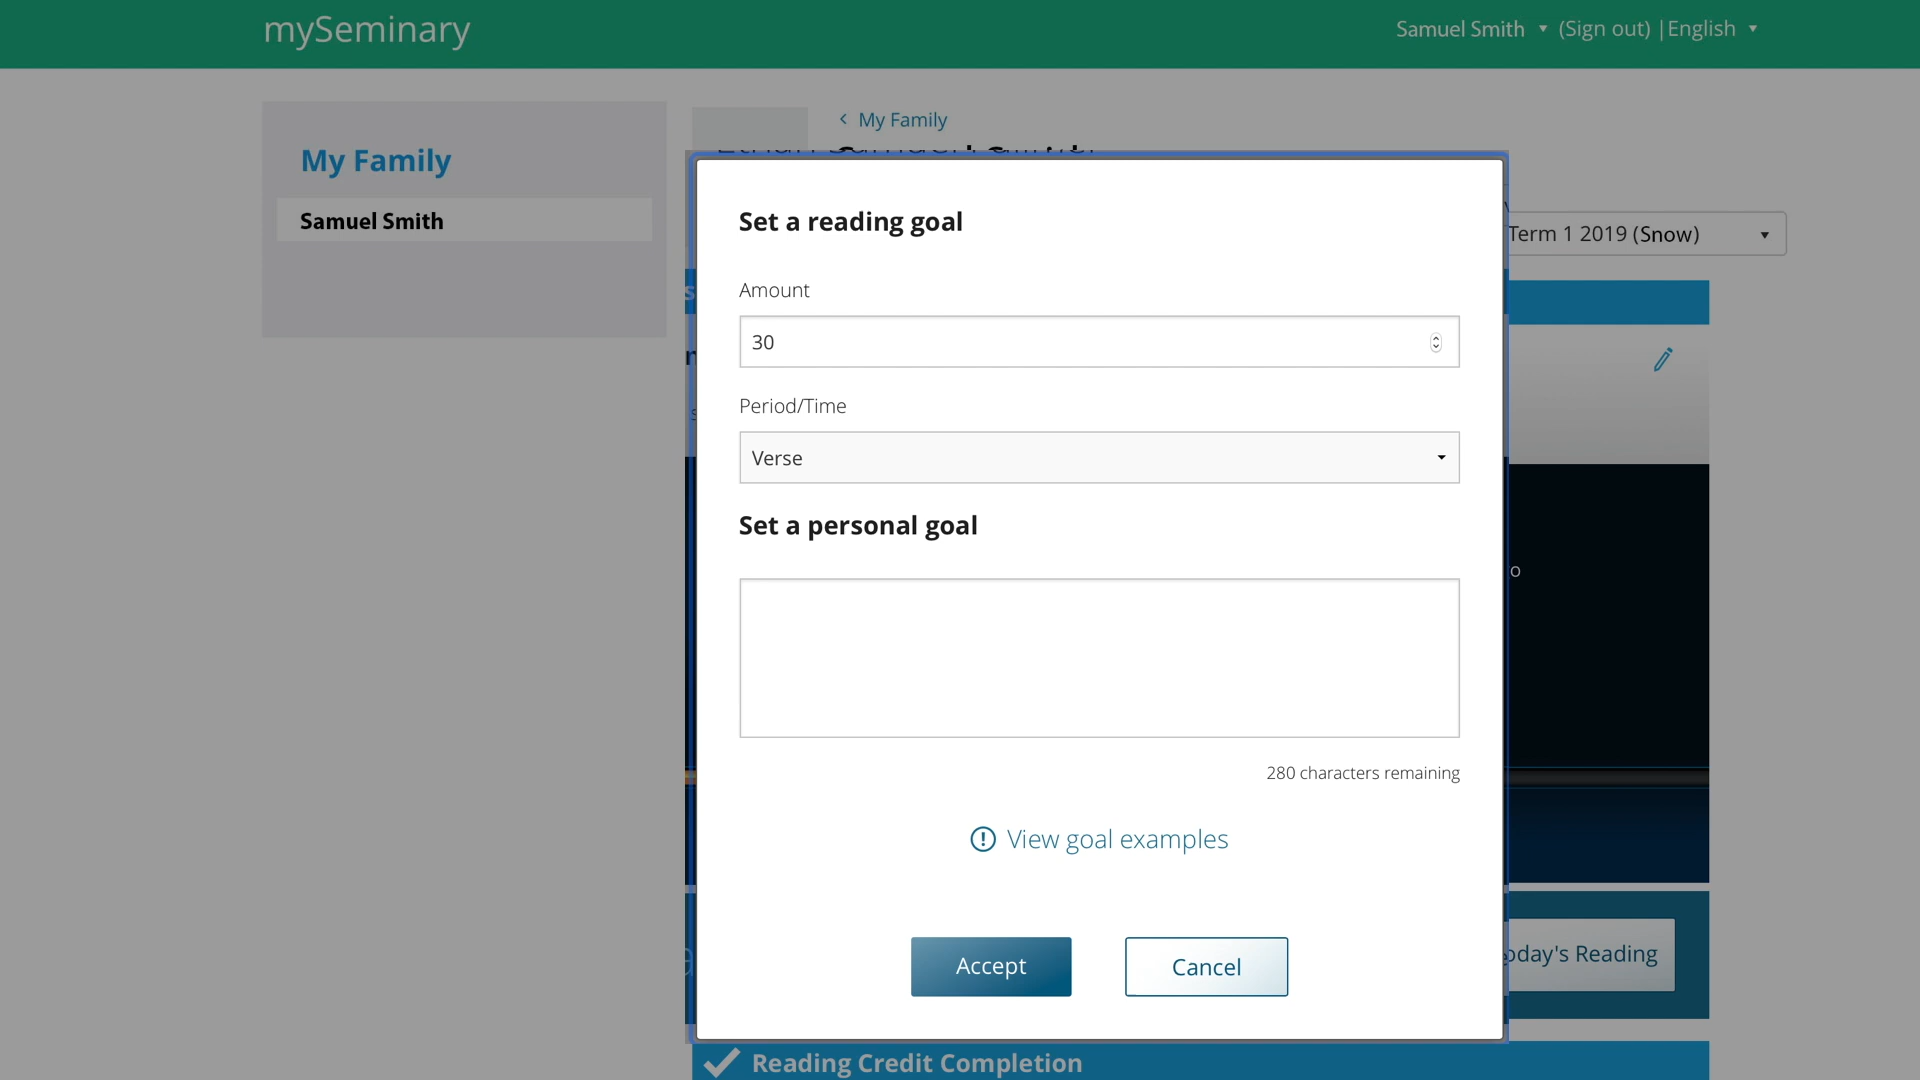 mySeminary
Samuel Smith (Sign out) | English
My Family
Samuel Smith
My Family
Term 1 2019 (Snow)
Set a reading goal
Amount
30
Period/Time
Verse
Set a personal goal
280 characters remaining
View goal examples
Accept
Cancel
oday's Reading
Reading Credit Completion